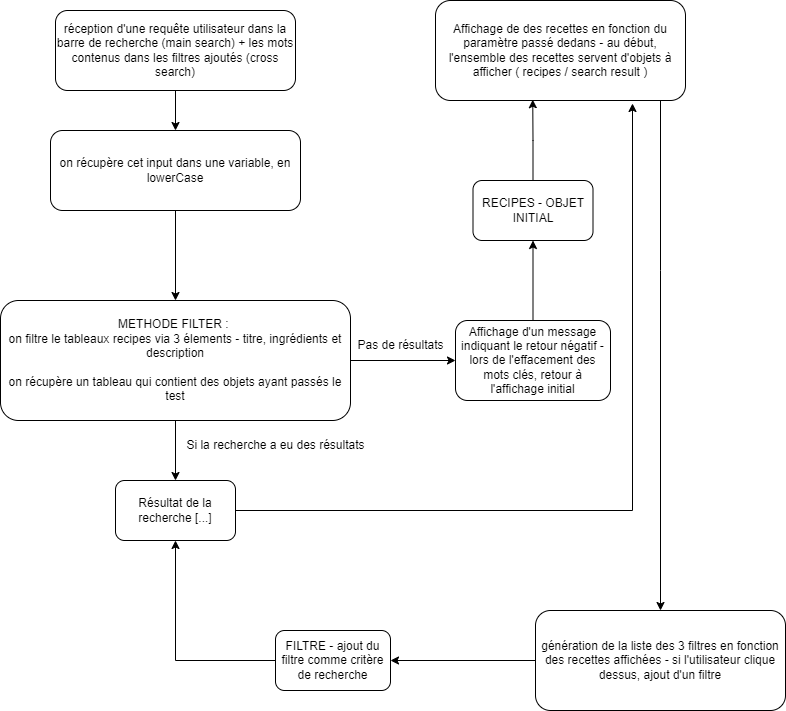 réception d'une requête utilisateur dans la
barre de recherche (main search) + les mots
contenus dans les filtres ajoutés (cross
search)
on récupère cet input dans une variable, en
lowerCase
METHODE FILTER :
on filtre le tableaux recipes via 3 élements - titre, ingrédients et
description
on récupère un tableau qui contient des objets ayant passés le
test
Pas de résultats
Affichage d'un message
indiquant le retour négatif -
lors de l'effacement des
mots clés, retour à
l'affichage initial
RECIPES - OBJET
INITIAL
Affichage de des recettes en fonction du
paramètre passé dedans - au début,
l'ensemble des recettes servent d'objets à
afficher ( recipes / search result )
Si la recherche a eu des résultats
Résultat de la
recherche [...]
FILTRE - ajout du
filtre comme critère
de recherche
génération de la liste des 3 filtres en fonction
des recettes affichées - si l'utilisateur clique
dessus, ajout d'un filtre